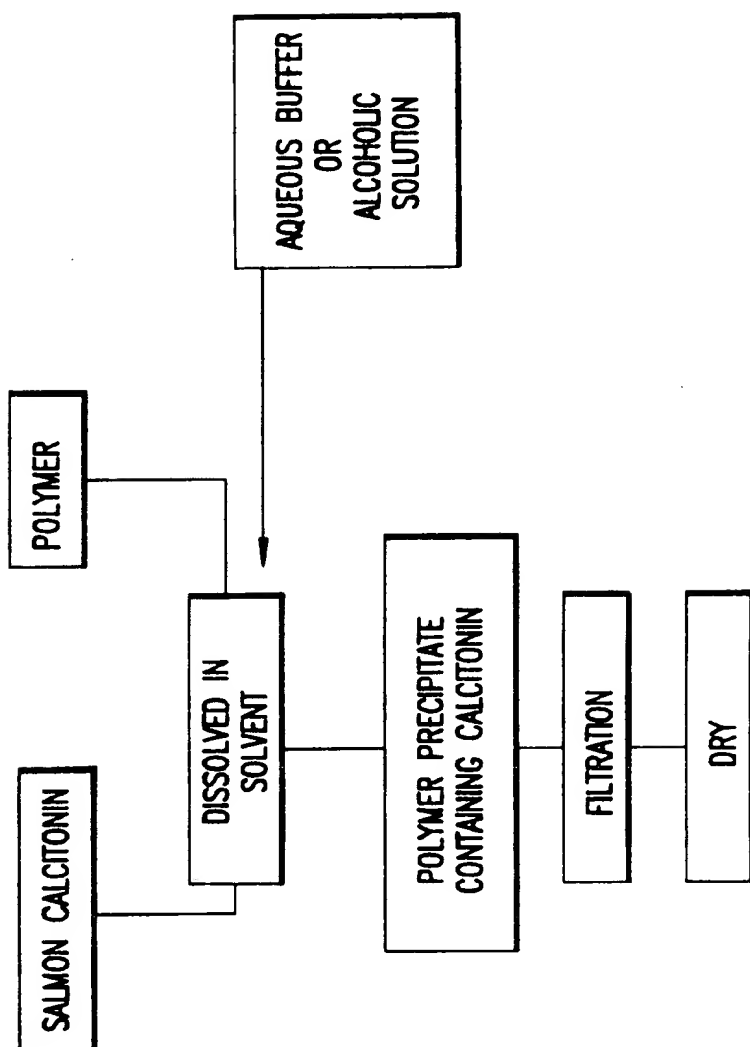 SALMON CALCITONIN
POLYMER
DISSOLVED IN
SOLVENT
AQUEOUS BUFFER
OR
ALCOHOLIC
SOLUTION
POLYMER PRECIPITATE
CONTAINING CALCITONIN
FILTRATION
DRY